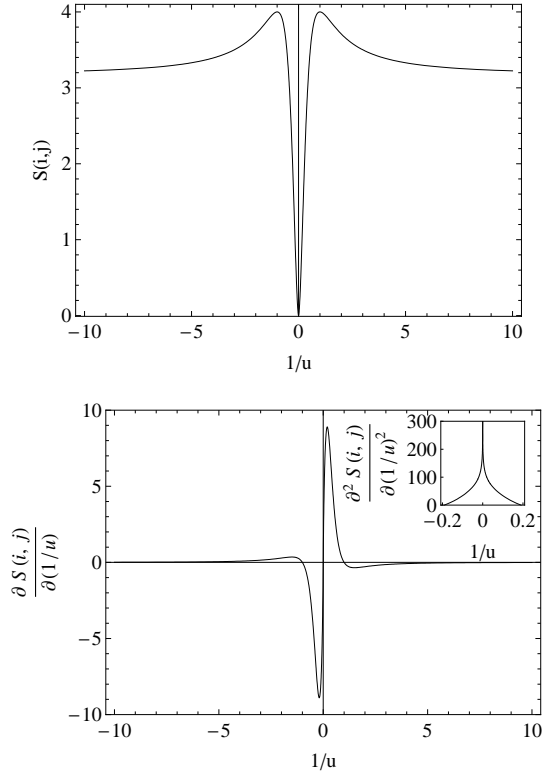 4
3
2
1
0
S(i,j)
−10 −5 0 5 10
1/u
10
5
0
−5
−10
∂ S (i, j)
∂(1/u)
−10 −5 0 5 10
1/u
∂² S (i, j)
∂(1/u)²
300
200
100
0
−0.2 0 0.2
1/u